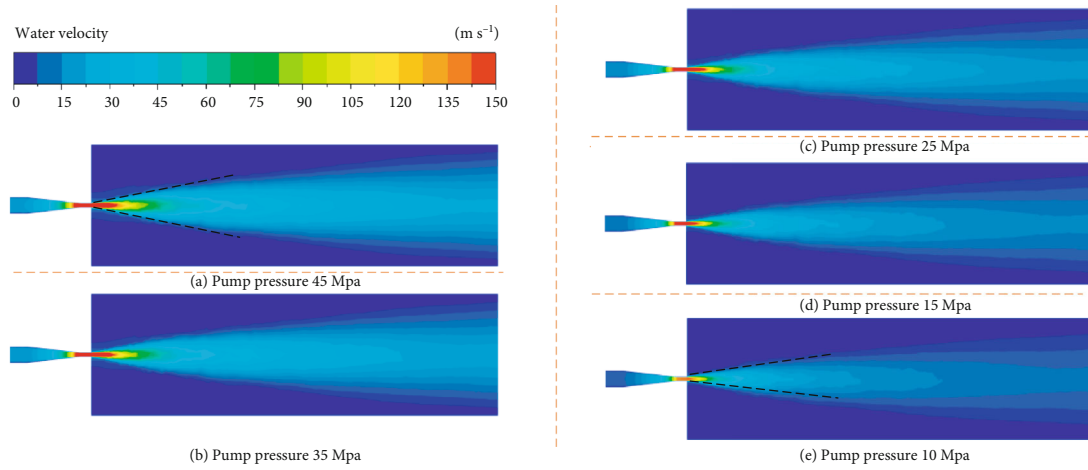 Water velocity (m s⁻¹)
0 15 30 45 60 75 90 105 120 135 150
(a) Pump pressure 45 Mpa
(b) Pump pressure 35 Mpa
(c) Pump pressure 25 Mpa
(d) Pump pressure 15 Mpa
(e) Pump pressure 10 Mpa